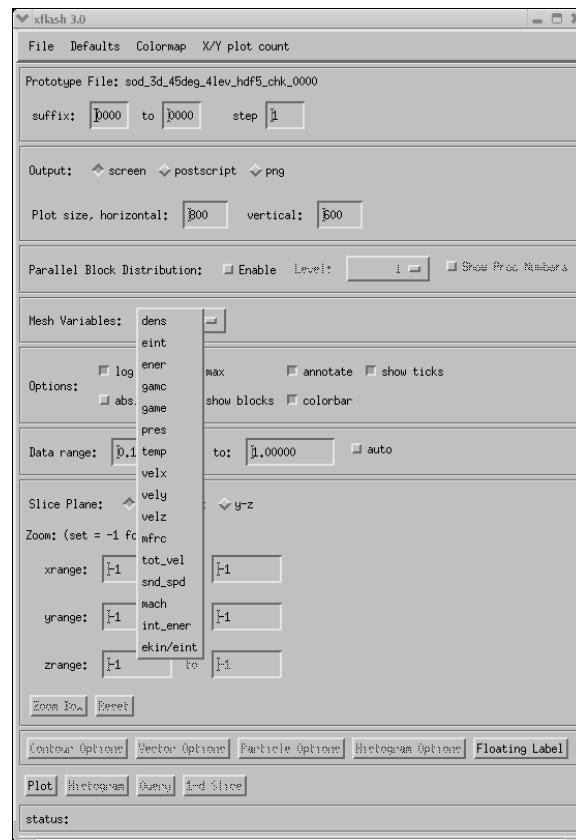 xflash 3.0
File Defaults Colormap X/Y plot count
Prototype File: sod_3d_45deg_4lev_hdf5_chk_0000
suffix: 0000 to 0000 step 1
Output: screen postscript png
Plot size, horizontal: 800 vertical: 600
Parallel Block Distribution: Enable Level: 1 Show Proc Numbers
Mesh Variables:
dens
eint
ener
gamc
game
pres
temp
velx
vely
velz
mfrc
tot_vel
snd_spd
mach
int_ener
ekin/eint
log max annotate show ticks
Options:
abs. show blocks colorbar
Data range: 0.1 to: 1.00000 auto
Slice Plane: y-z
Zoom: (set = -1 fo
xrange: -1 -1
yrange: -1 -1
zrange: -1 to -1
Zoom Box Reset
Contour Options Vector Options Particle Options Histogram Options Floating Label
Plot Histogram Query 1-d Slice
status: